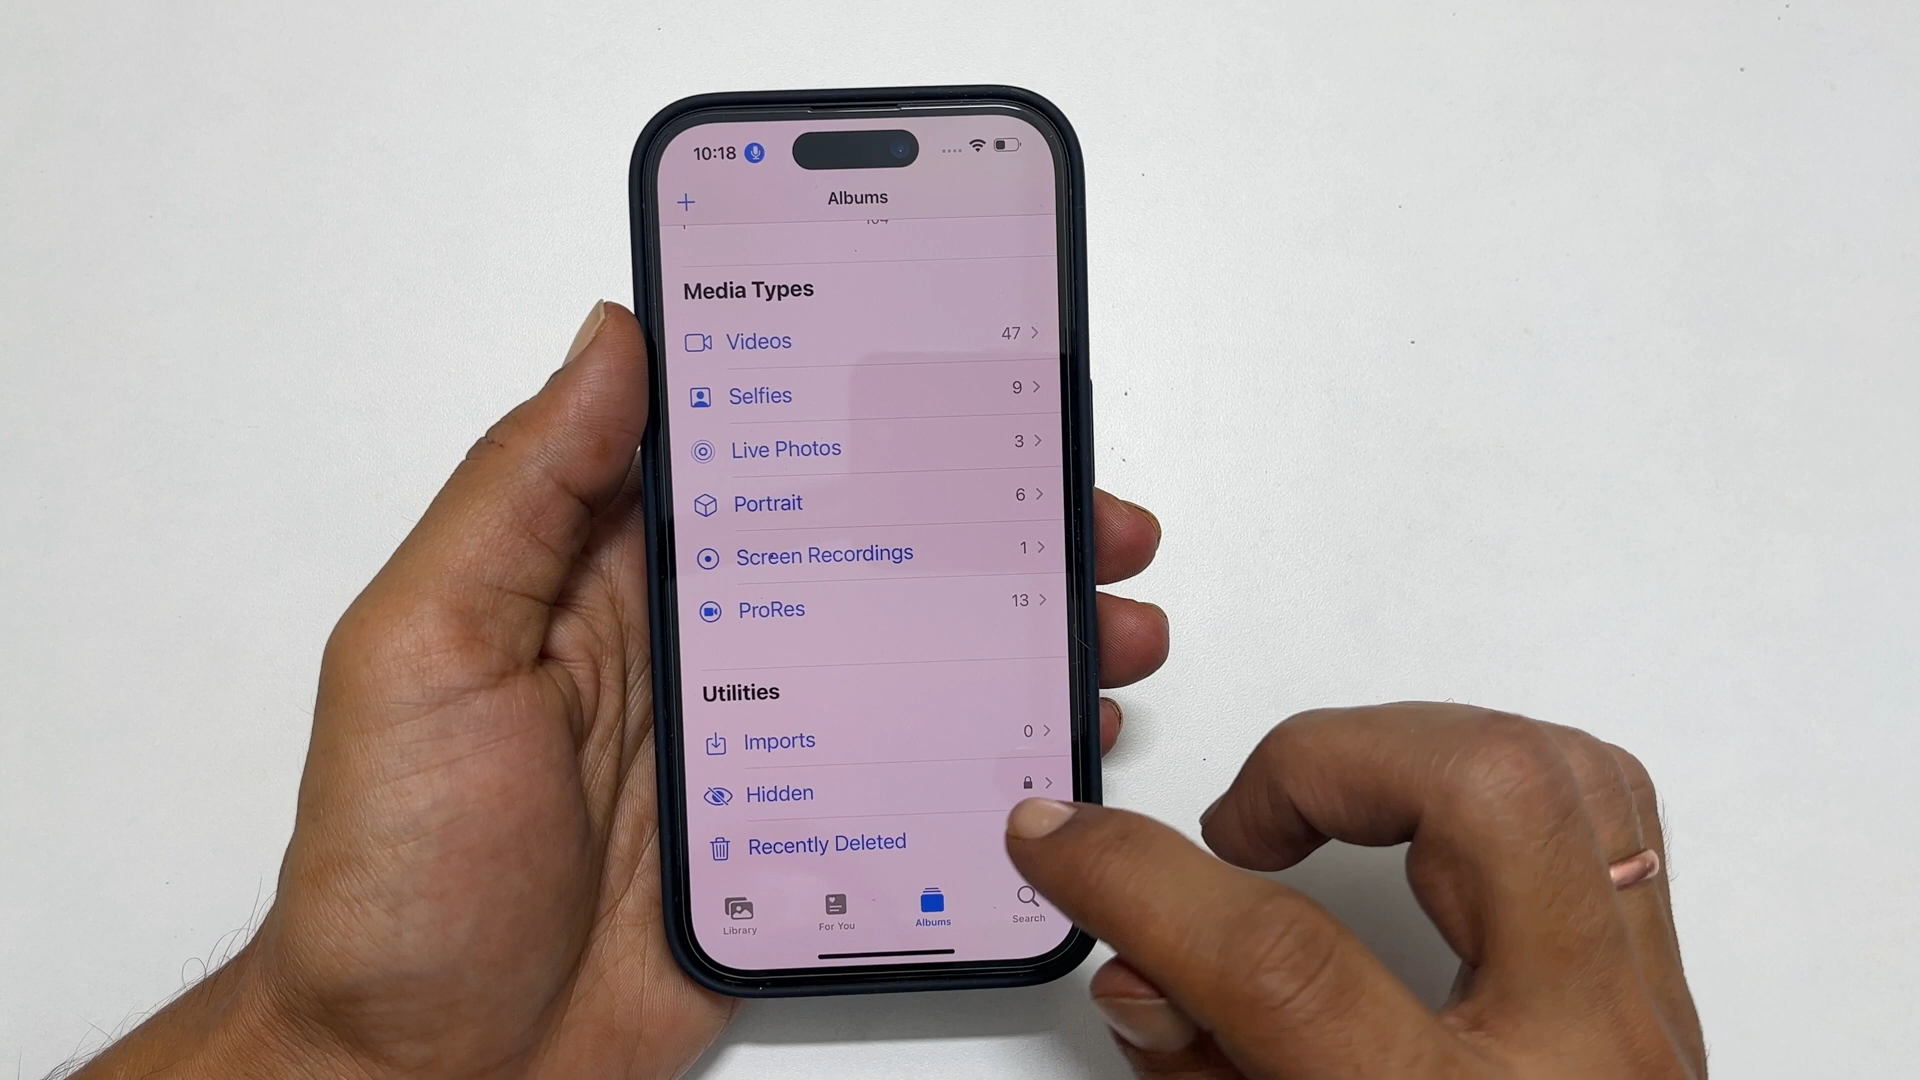 10:18
Albums
Media Types
Videos 47
Selfies 9
Live Photos 3
Portrait 6
Screen Recordings 1
ProRes 13
Utilities
Imports 0
Hidden
Recently Deleted
Library For You Albums Search